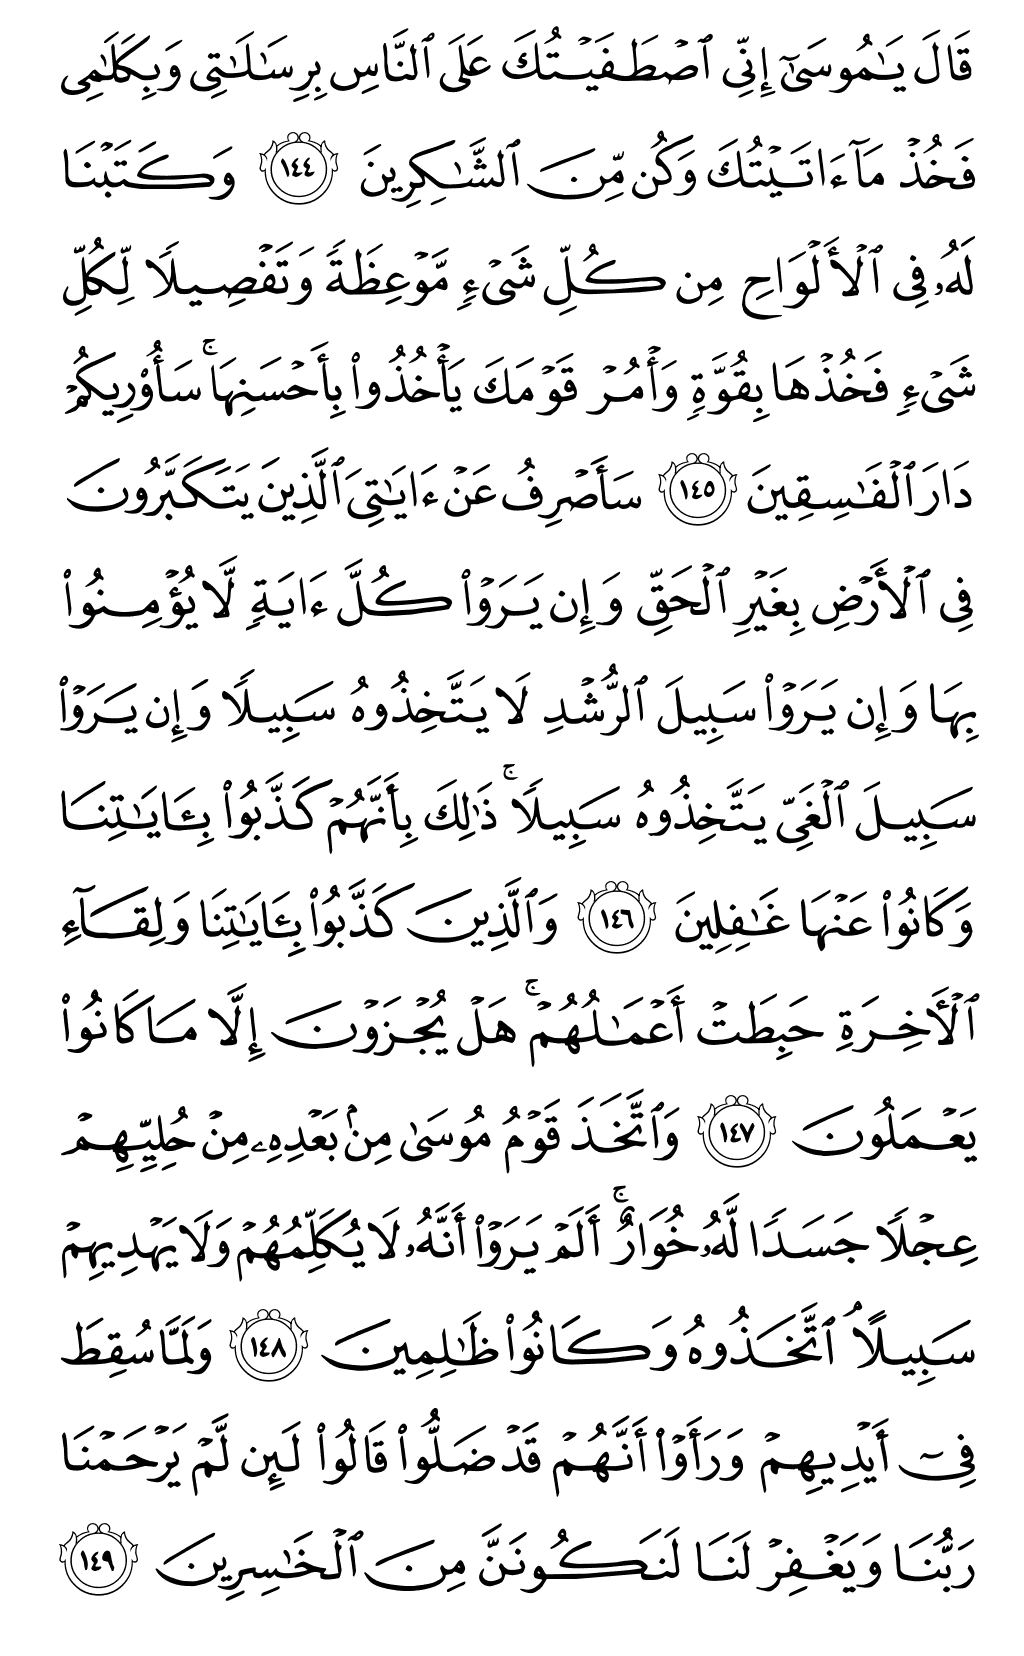 قَالَ يَـٰمُوسَىٰٓ إِنِّى ٱصْطَفَيْتُكَ عَلَى ٱلنَّاسِ بِرِسَـٰلَـٰتِى وَبِكَلَـٰمِى
فَخُذْ مَآ ءَاتَيْتُكَ وَكُن مِّنَ ٱلشَّـٰكِرِينَ ١٤٤ وَكَتَبْنَا
لَهُۥ فِى ٱلْأَلْوَاحِ مِن كُلِّ شَىْءٍ مَّوْعِظَةً وَتَفْصِيلًا لِّكُلِّ
شَىْءٍ فَخُذْهَا بِقُوَّةٍ وَأْمُرْ قَوْمَكَ يَأْخُذُوا۟ بِأَحْسَنِهَا ۚ سَأُو۟رِيكُمْ
دَارَ ٱلْفَـٰسِقِينَ ١٤٥ سَأَصْرِفُ عَنْ ءَايَـٰتِىَ ٱلَّذِينَ يَتَكَبَّرُونَ
فِى ٱلْأَرْضِ بِغَيْرِ ٱلْحَقِّ وَإِن يَرَوْا۟ كُلَّ ءَايَةٍ لَّا يُؤْمِنُوا۟
بِهَا وَإِن يَرَوْا۟ سَبِيلَ ٱلرُّشْدِ لَا يَتَّخِذُوهُ سَبِيلًا وَإِن يَرَوْا۟
سَبِيلَ ٱلْغَىِّ يَتَّخِذُوهُ سَبِيلًا ۚ ذَٰلِكَ بِأَنَّهُمْ كَذَّبُوا۟ بِـَٔايَـٰتِنَا
وَكَانُوا۟ عَنْهَا غَـٰفِلِينَ ١٤٦ وَٱلَّذِينَ كَذَّبُوا۟ بِـَٔايَـٰتِنَا وَلِقَآءِ
ٱلْـَٔاخِرَةِ حَبِطَتْ أَعْمَـٰلُهُمْ ۚ هَلْ يُجْزَوْنَ إِلَّا مَا كَانُوا۟
يَعْمَلُونَ ١٤٧ وَٱتَّخَذَ قَوْمُ مُوسَىٰ مِنۢ بَعْدِهِۦ مِنْ حُلِيِّهِمْ
عِجْلًا جَسَدًا لَّهُۥ خُوَارٌ ۚ أَلَمْ يَرَوْا۟ أَنَّهُۥ لَا يُكَلِّمُهُمْ وَلَا يَهْدِيهِمْ
سَبِيلًا ۘ ٱتَّخَذُوهُ وَكَانُوا۟ ظَـٰلِمِينَ ١٤٨ وَلَمَّا سُقِطَ
فِىٓ أَيْدِيهِمْ وَرَأَوْا۟ أَنَّهُمْ قَدْ ضَلُّوا۟ قَالُوا۟ لَئِن لَّمْ يَرْحَمْنَا
رَبُّنَا وَيَغْفِرْ لَنَا لَنَكُونَنَّ مِنَ ٱلْخَـٰسِرِينَ ١٤٩